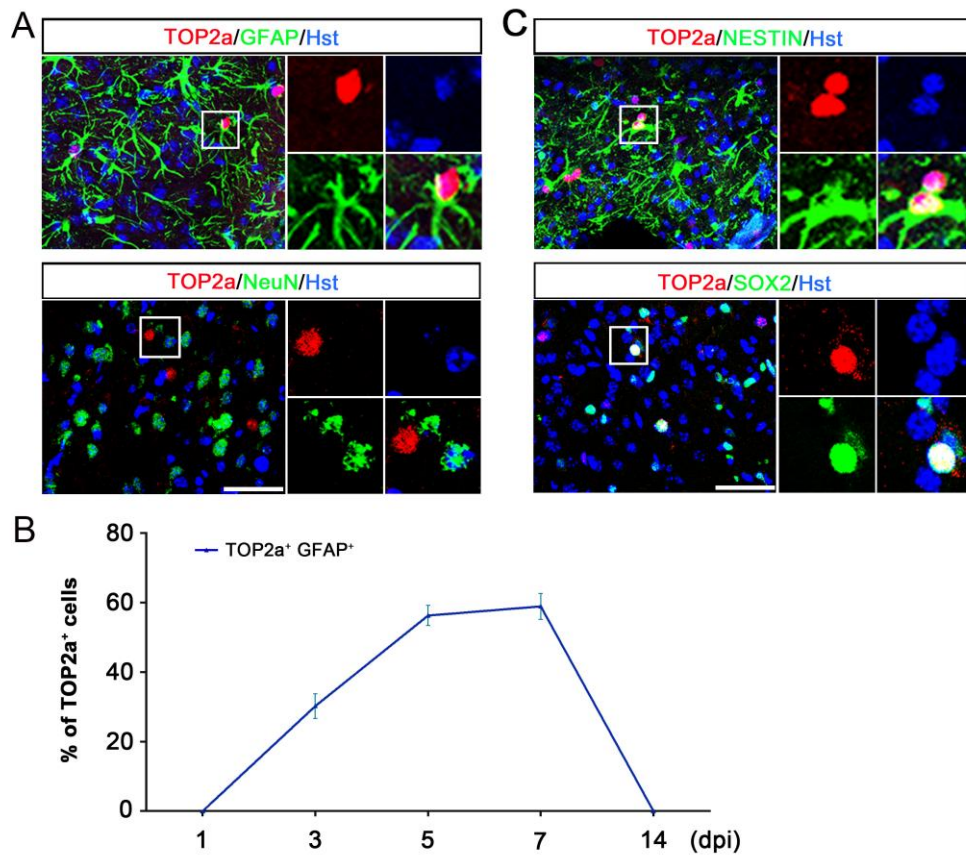 A
TOP2a/GFAP/Hst
TOP2a/NeuN/Hst
C
TOP2a/NESTIN/Hst
TOP2a/SOX2/Hst
B
TOP2a⁺ GFAP⁺
% of TOP2a⁺ cells
80
60
40
20
0
1 3 5 7 14 (dpi)